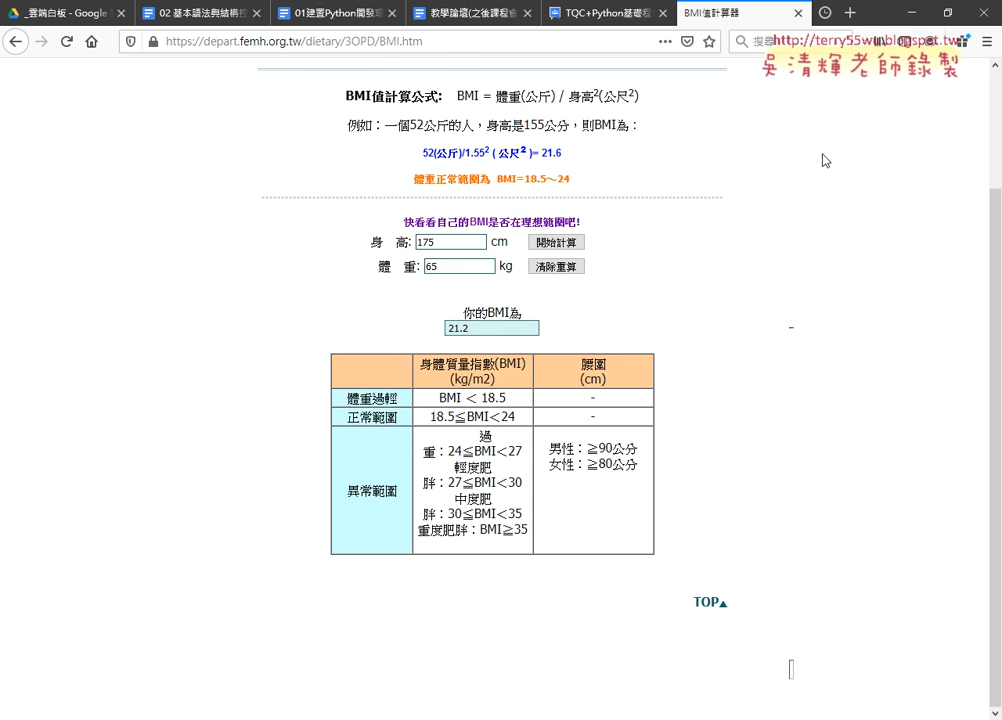 _雲端白板 - Google
02 基本語法與結構控
01建置Python開發環
教學論壇(之後課程會
TQC+Python基礎程
BMI值計算器
https://depart.femh.org.tw/dietary/3OPD/BMI.htm
搜尋
http://terry55wu.blogspot.tw
吳清輝老師錄製
BMI值計算公式: BMI = 體重(公斤) / 身高²(公尺²)
例如：一個52公斤的人，身高是155公分，則BMI為：
52(公斤)/1.55² ( 公尺² )= 21.6
體重正常範圍為 BMI=18.5～24
快看看自己的BMI是否在理想範圍吧!
身 高: 175 cm 開始計算
體 重: 65 kg 清除重算
你的BMI為
21.2
身體質量指數(BMI) (kg/m2) 腰圍 (cm)
體重過輕 BMI ＜ 18.5 -
正常範圍 18.5≦BMI＜24 -
異常範圍
過
重：24≦BMI＜27
輕度肥
胖：27≦BMI＜30
中度肥
胖：30≦BMI＜35
重度肥胖：BMI≧35
男性：≧90公分
女性：≧80公分
TOP▲